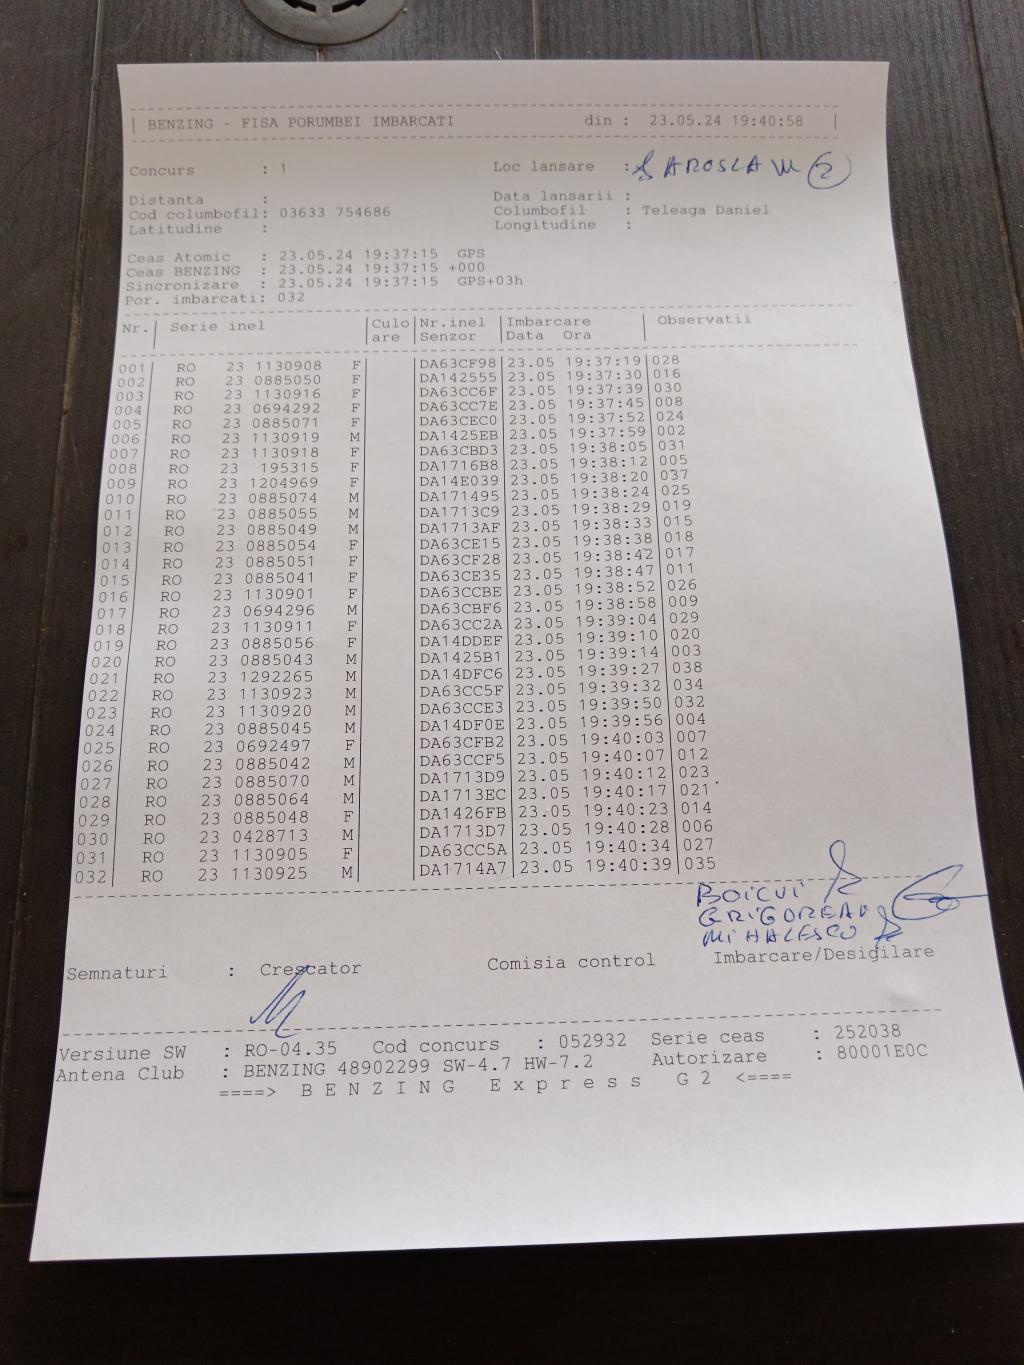 BENZING - FISA PORUMBEI IMBARCATI din : 23.05.24 19:40:58
Concurs : 1 Loc lansare : IAROSLAW (2)
Distanta : Data lansarii :
Cod columbofil: 03633 754686 Columbofil : Teleaga Daniel
Latitudine : Longitudine :
Ceas Atomic : 23.05.24 19:37:15 GPS
Ceas BENZING : 23.05.24 19:37:15 +000
Sincronizare : 23.05.24 19:37:15 GPS+03h
Por. imbarcati: 032
Nr. | Serie inel | Culo | Nr.inel | Imbarcare | Observatii
are | Senzor | Data Ora
001 RO 23 1130908 F DA63CF98 23.05 19:37:19 028
002 RO 23 0885050 F DA142555 23.05 19:37:30 016
003 RO 23 1130916 F DA63CC6F 23.05 19:37:39 030
004 RO 23 0694292 F DA63CC7E 23.05 19:37:45 008
005 RO 23 0885071 F DA63CEC0 23.05 19:37:52 024
006 RO 23 1130919 M DA1425EB 23.05 19:37:59 002
007 RO 23 1130918 F DA63CBD3 23.05 19:38:05 031
008 RO 23 195315 F DA1716B8 23.05 19:38:12 005
009 RO 23 1204969 F DA14E039 23.05 19:38:20 037
010 RO 23 0885074 M DA171495 23.05 19:38:24 025
011 RO 23 0885055 M DA1713C9 23.05 19:38:29 019
012 RO 23 0885049 M DA1713AF 23.05 19:38:33 015
013 RO 23 0885054 F DA63CE15 23.05 19:38:38 018
014 RO 23 0885051 F DA63CF28 23.05 19:38:42 017
015 RO 23 0885041 F DA63CE35 23.05 19:38:47 011
016 RO 23 1130901 F DA63CCBE 23.05 19:38:52 026
017 RO 23 0694296 M DA63CBF6 23.05 19:38:58 009
018 RO 23 1130911 F DA63CC2A 23.05 19:39:04 029
019 RO 23 0885056 F DA14DDEF 23.05 19:39:10 020
020 RO 23 0885043 M DA1425B1 23.05 19:39:14 003
021 RO 23 1292265 M DA14DFC6 23.05 19:39:27 038
022 RO 23 1130923 M DA63CC5F 23.05 19:39:32 034
023 RO 23 1130920 M DA63CCE3 23.05 19:39:50 032
024 RO 23 0885045 M DA14DF0E 23.05 19:39:56 004
025 RO 23 0692497 F DA63CFB2 23.05 19:40:03 007
026 RO 23 0885042 M DA63CCF5 23.05 19:40:07 012
027 RO 23 0885070 M DA1713D9 23.05 19:40:12 023
028 RO 23 0885064 M DA1713EC 23.05 19:40:17 021
029 RO 23 0885048 F DA1426FB 23.05 19:40:23 014
030 RO 23 0428713 M DA1713D7 23.05 19:40:28 006
031 RO 23 1130905 F DA63CC5A 23.05 19:40:34 027
032 RO 23 1130925 M DA1714A7 23.05 19:40:39 035
BOICUI
GRIGOREAN
MIHALESCU
Semnaturi : Crescator Comisia control Imbarcare/Desigilare
Versiune SW : RO-04.35 Cod concurs : 052932 Serie ceas : 252038
Antena Club : BENZING 48902299 SW-4.7 HW-7.2 Autorizare : 80001E0C
====> B E N Z I N G E x p r e s s G 2 <====